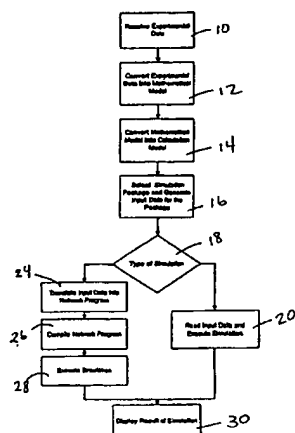 Receive Experimental
Data
10
Convert Experimental
Data Into Mathematical
Model
12
Convert Mathematical
Model Into Calculation
Model
14
Select Simulation
Package and Generate
Input Data for the
Package
16
Type of Simulation
18
24
Translate Input Data Into
Network Program
26
Compile Network Program
Read Input Data and
Execute Simulation
20
28
Execute Simulation
Display Result of Simulation
30